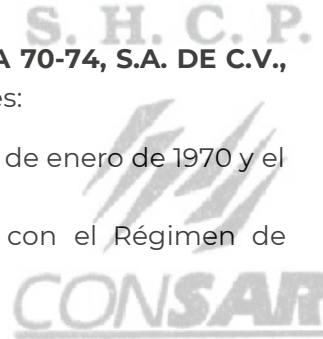 S. H. C. P.
A 70-74, S.A. DE C.V.,
es:
de enero de 1970 y el
con el Régimen de
CONSAR